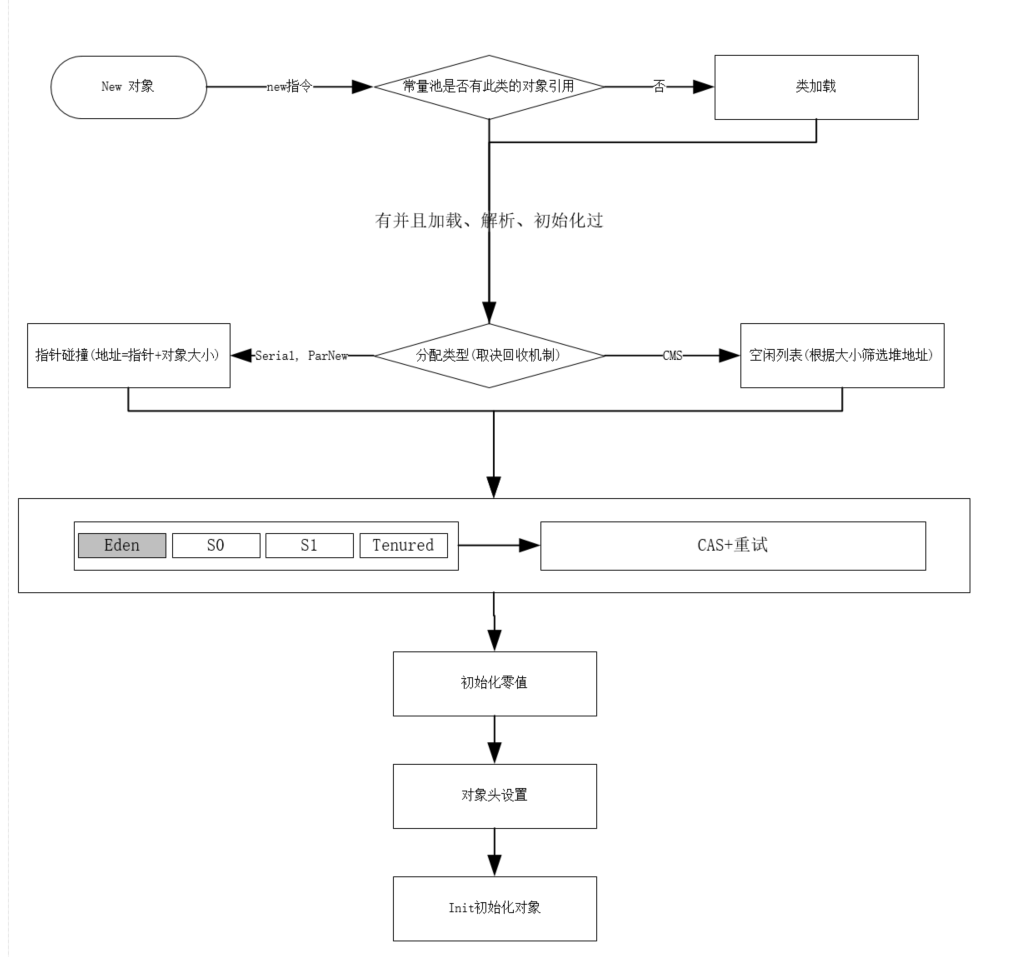 New 对象
new指令
常量池是否有此类的对象引用
否
类加载
有并且加载、解析、初始化过
指针碰撞(地址=指针+对象大小)
Serial, ParNew
分配类型(取决回收机制)
CMS
空闲列表(根据大小筛选堆地址)
Eden
S0
S1
Tenured
CAS+重试
初始化零值
对象头设置
Init初始化对象